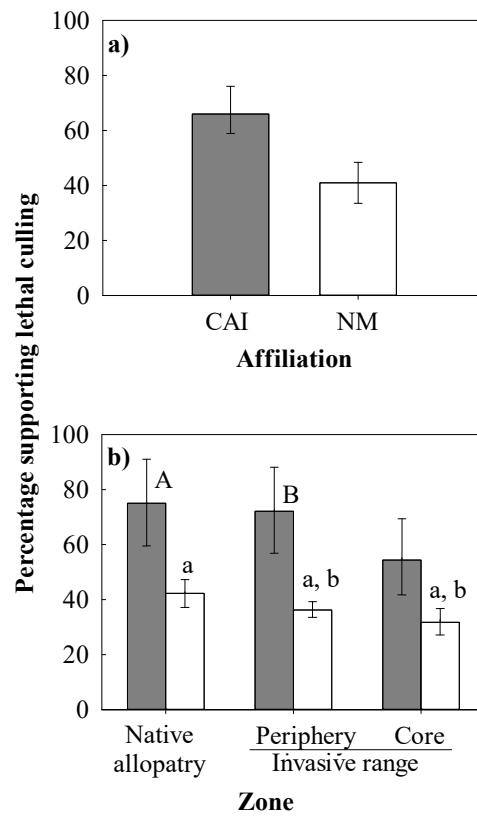 Percentage supporting lethal culling
a)
100
80
60
40
20
0
CAI NM
Affiliation
b)
100
80
60
40
20
0
A
a
B
a, b
a, b
Native allopatry
Periphery Core
Invasive range
Zone